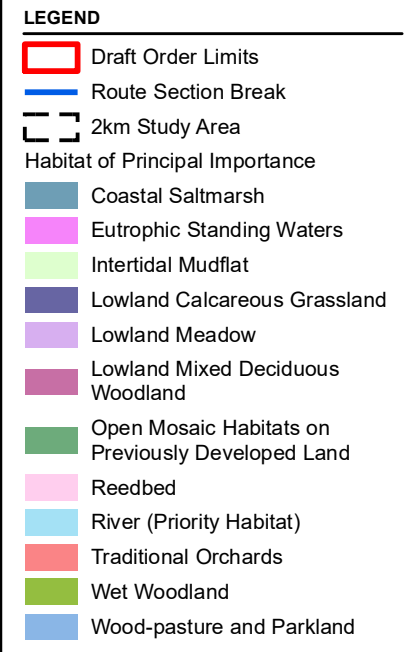 LEGEND
Draft Order Limits
Route Section Break
2km Study Area
Habitat of Principal Importance
Coastal Saltmarsh
Eutrophic Standing Waters
Intertidal Mudflat
Lowland Calcareous Grassland
Lowland Meadow
Lowland Mixed Deciduous
Woodland
Open Mosaic Habitats on
Previously Developed Land
Reedbed
River (Priority Habitat)
Traditional Orchards
Wet Woodland
Wood-pasture and Parkland